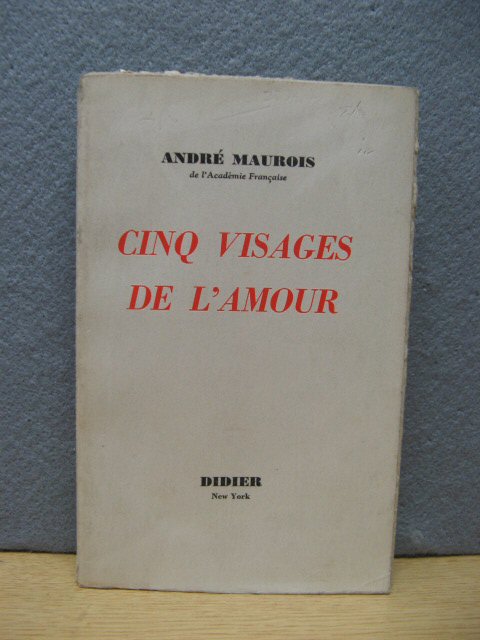 ANDRÉ MAUROIS
de l'Académie Française
CINQ VISAGES
DE L'AMOUR
DIDIER
New York